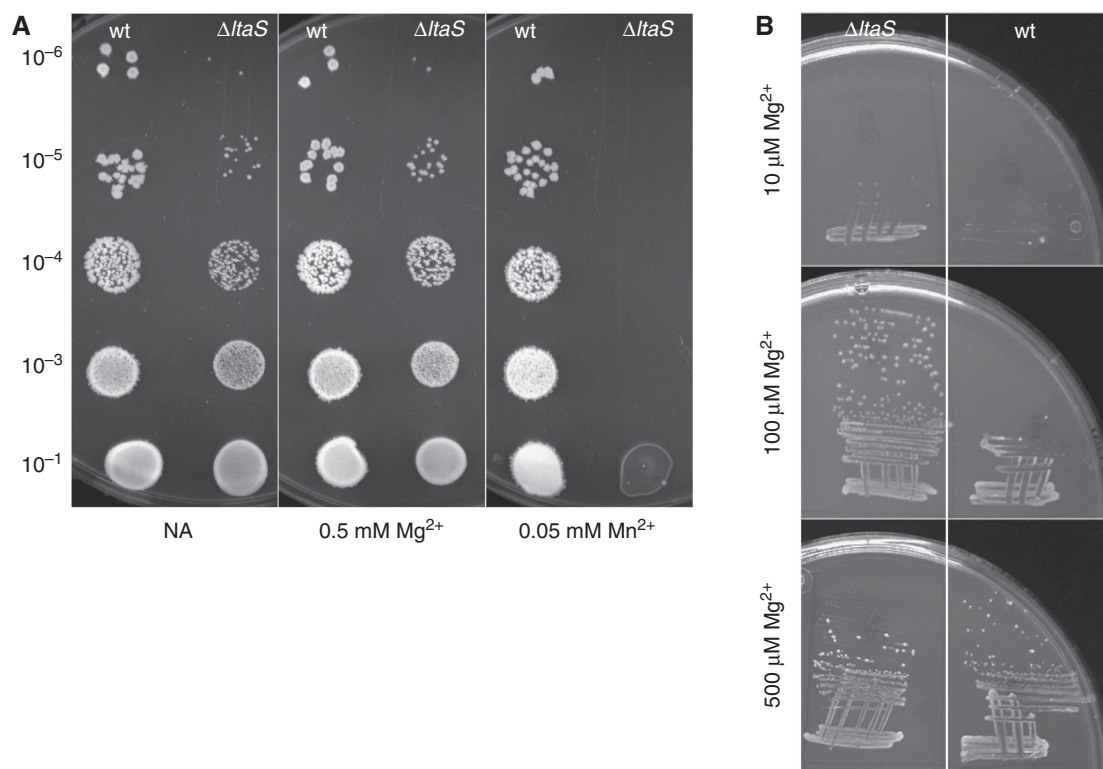 A
wt
ΔltaS
wt
ΔltaS
wt
ΔltaS
10⁻⁶
10⁻⁵
10⁻⁴
10⁻³
10⁻¹
NA
0.5 mM Mg²⁺
0.05 mM Mn²⁺
B
ΔltaS
wt
10 µM Mg²⁺
100 µM Mg²⁺
500 µM Mg²⁺